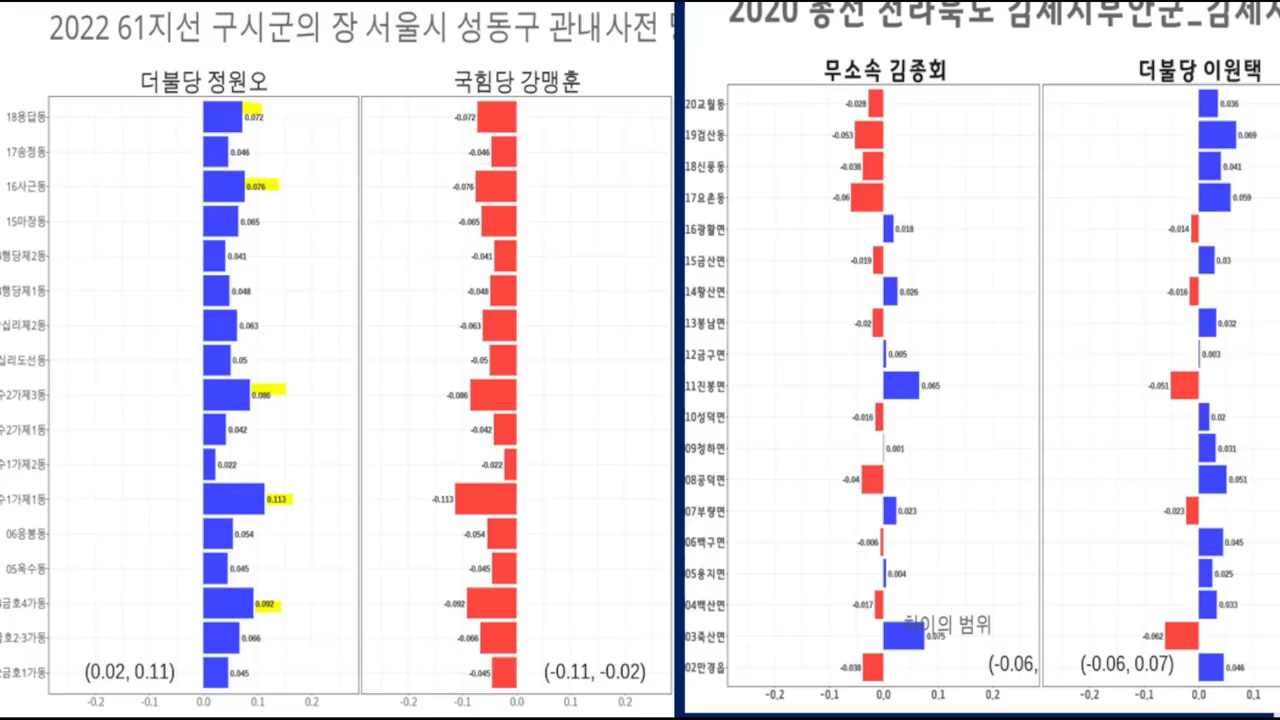 2022 61지선 구시군의 장 서울시 성동구 관내사전
더불당 정원오
국힘당 강맹훈
18용답동
0.072
-0.072
17송정동
0.046
-0.046
16사근동
0.076
-0.076
15마장동
0.065
-0.065
행당제2동
0.041
-0.041
행당제1동
0.048
-0.048
십리제2동
0.063
-0.063
십리도선동
0.05
-0.05
수2가제3동
0.086
-0.086
수2가제1동
0.042
-0.042
수1가제2동
0.022
-0.022
수1가제1동
0.113
-0.113
06응봉동
0.054
-0.054
05옥수동
0.045
-0.045
금호4가동
0.092
-0.092
호2·3가동
0.066
-0.066
금호1가동
0.045
-0.045
(0.02, 0.11)
(-0.11, -0.02)
-0.2 -0.1 0.0 0.1 0.2
-0.2 -0.1 0.0 0.1 0.2
2020 총선 전라북도 김제시부안군_김제시
무소속 김종회
더불당 이원택
20교월동
-0.028
0.036
19검산동
-0.053
0.069
18신풍동
-0.038
0.041
17요촌동
-0.06
0.059
16광활면
0.018
-0.014
15금산면
-0.019
0.03
14황산면
0.026
-0.016
13봉남면
-0.02
0.032
12금구면
0.005
0.003
11진봉면
0.065
-0.051
10성덕면
-0.016
0.02
09청하면
0.001
0.031
08공덕면
-0.04
0.051
07부량면
0.023
-0.023
06백구면
-0.006
0.045
05용지면
0.004
0.025
04백산면
-0.017
0.033
차이의 범위
03죽산면
0.075
-0.062
02만경읍
-0.038
0.046
(-0.06,
(-0.06, 0.07)
-0,2 -0,1 0,0 0,1 0,2
-0,2 -0,1 0,0 0,1